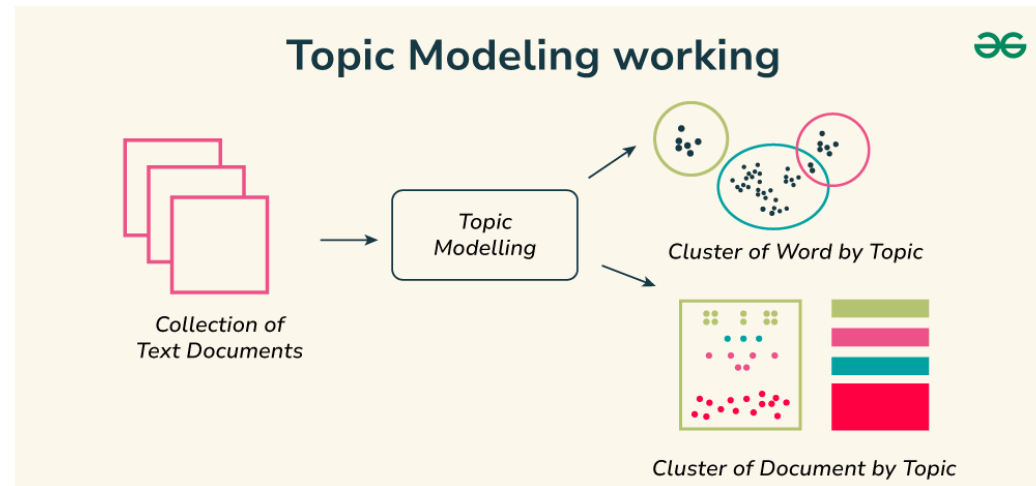 Topic Modeling working
Collection of
Text Documents
Topic
Modelling
Cluster of Word by Topic
Cluster of Document by Topic